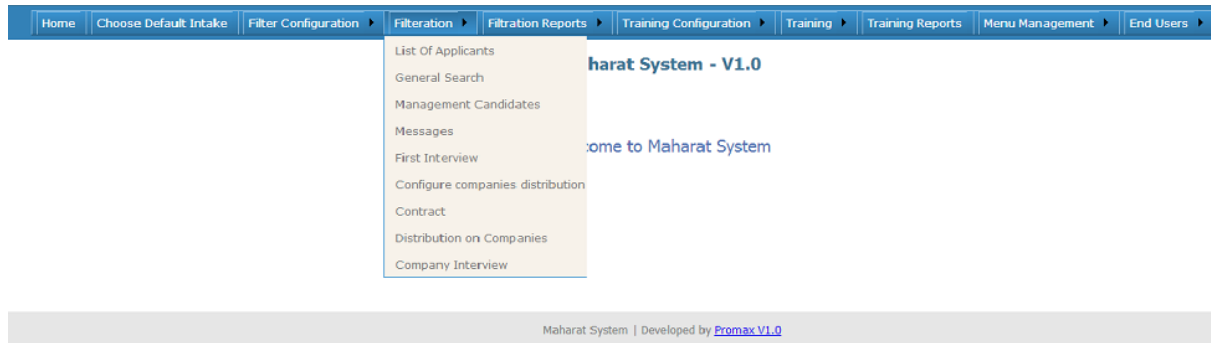 Home Choose Default Intake Filter Configuration Filteration Filtration Reports Training Configuration Training Training Reports Menu Management End Users
List Of Applicants
harat System - V1.0
General Search
Management Candidates
Messages
come to Maharat System
First Interview
Configure companies distribution
Contract
Distribution on Companies
Company Interview
Maharat System | Developed by Promax V1.0